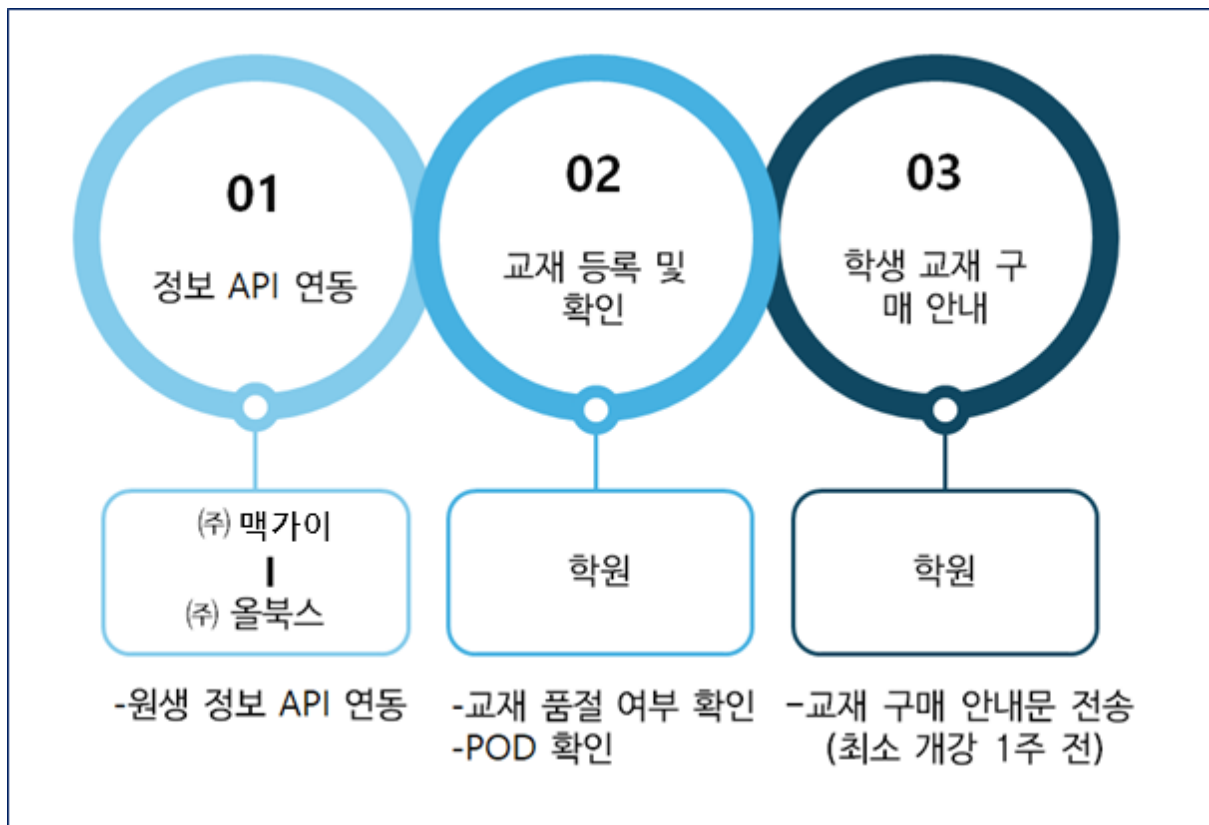 01
정보 API 연동
㈜ 맥가이
I
㈜ 올북스
-원생 정보 API 연동
02
교재 등록 및
확인
학원
-교재 품절 여부 확인
-POD 확인
03
학생 교재 구
매 안내
학원
-교재 구매 안내문 전송
(최소 개강 1주 전)